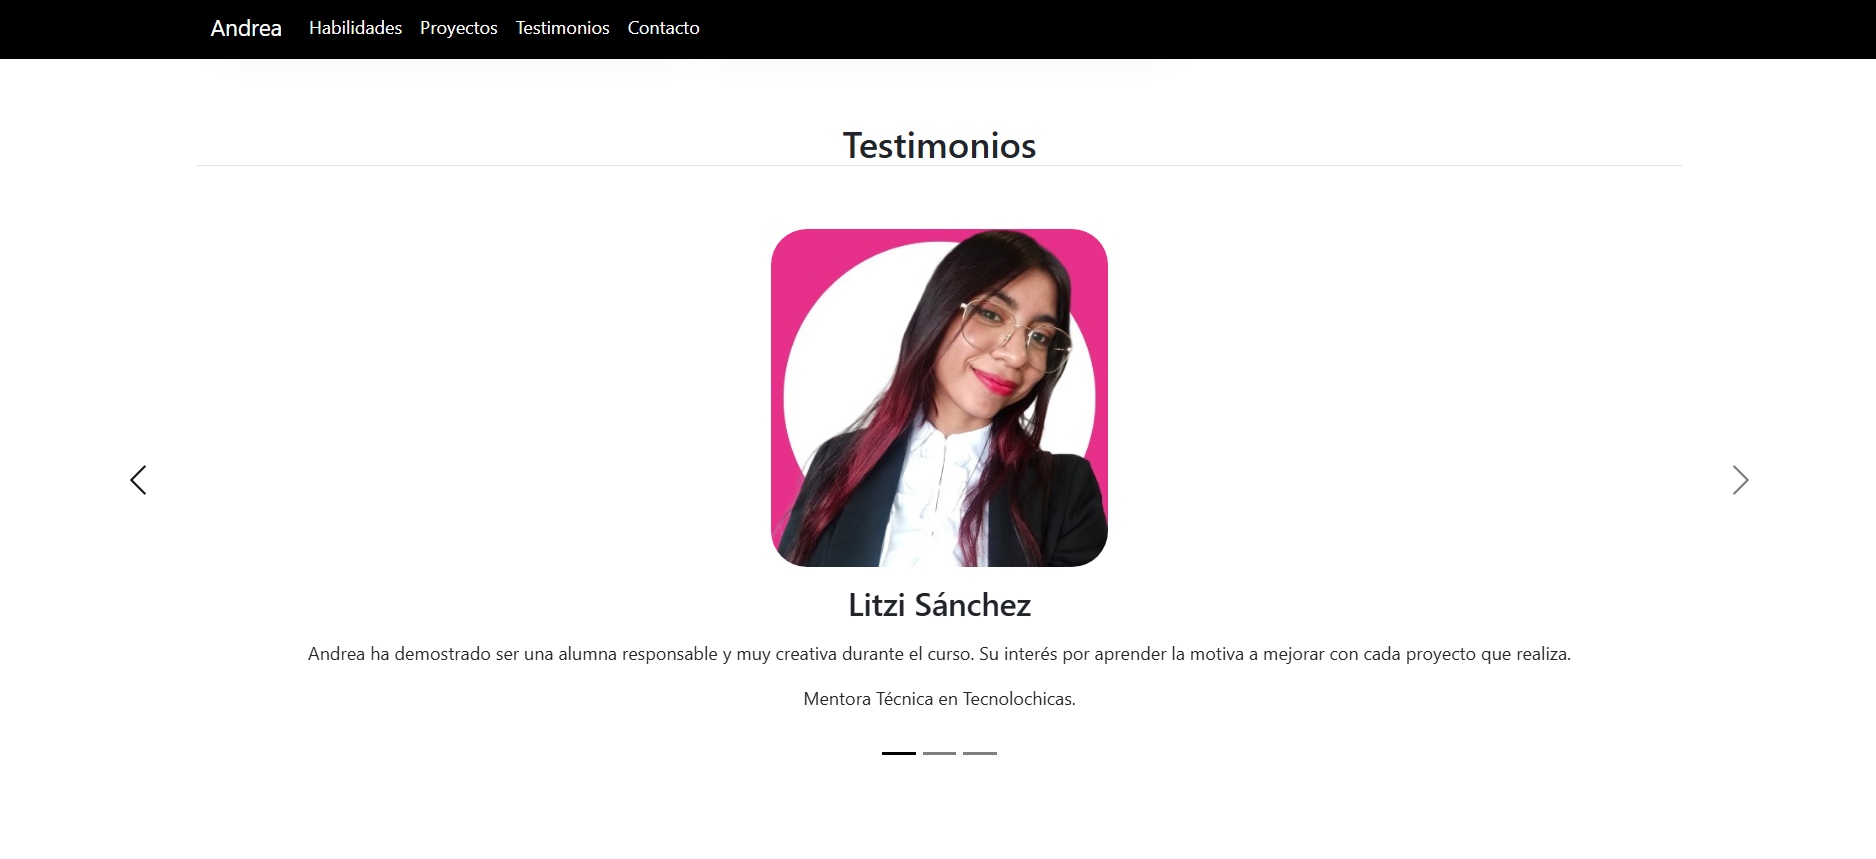 Andrea Habilidades Proyectos Testimonios Contacto
Testimonios
Litzi Sánchez
Andrea ha demostrado ser una alumna responsable y muy creativa durante el curso. Su interés por aprender la motiva a mejorar con cada proyecto que realiza.
Mentora Técnica en Tecnolochicas.